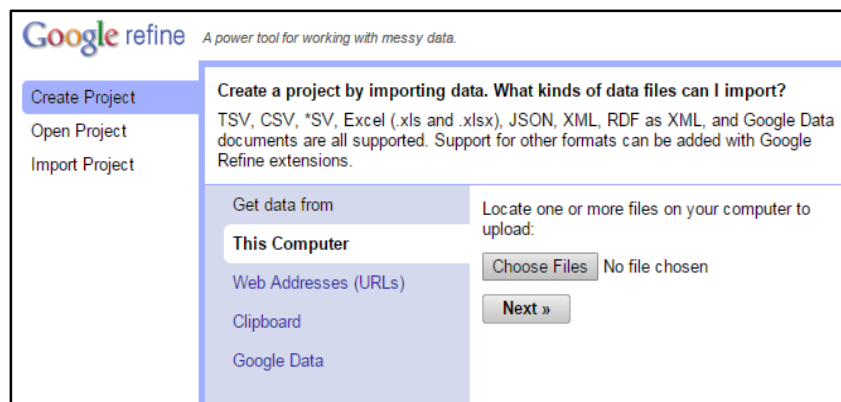 Google refine A power tool for working with messy data.
Create Project
Open Project
Import Project
Create a project by importing data. What kinds of data files can I import?
TSV, CSV, *SV, Excel (.xls and .xlsx), JSON, XML, RDF as XML, and Google Data
documents are all supported. Support for other formats can be added with Google
Refine extensions.
Get data from
This Computer
Web Addresses (URLs)
Clipboard
Google Data
Locate one or more files on your computer to
upload:
Choose Files No file chosen
Next »